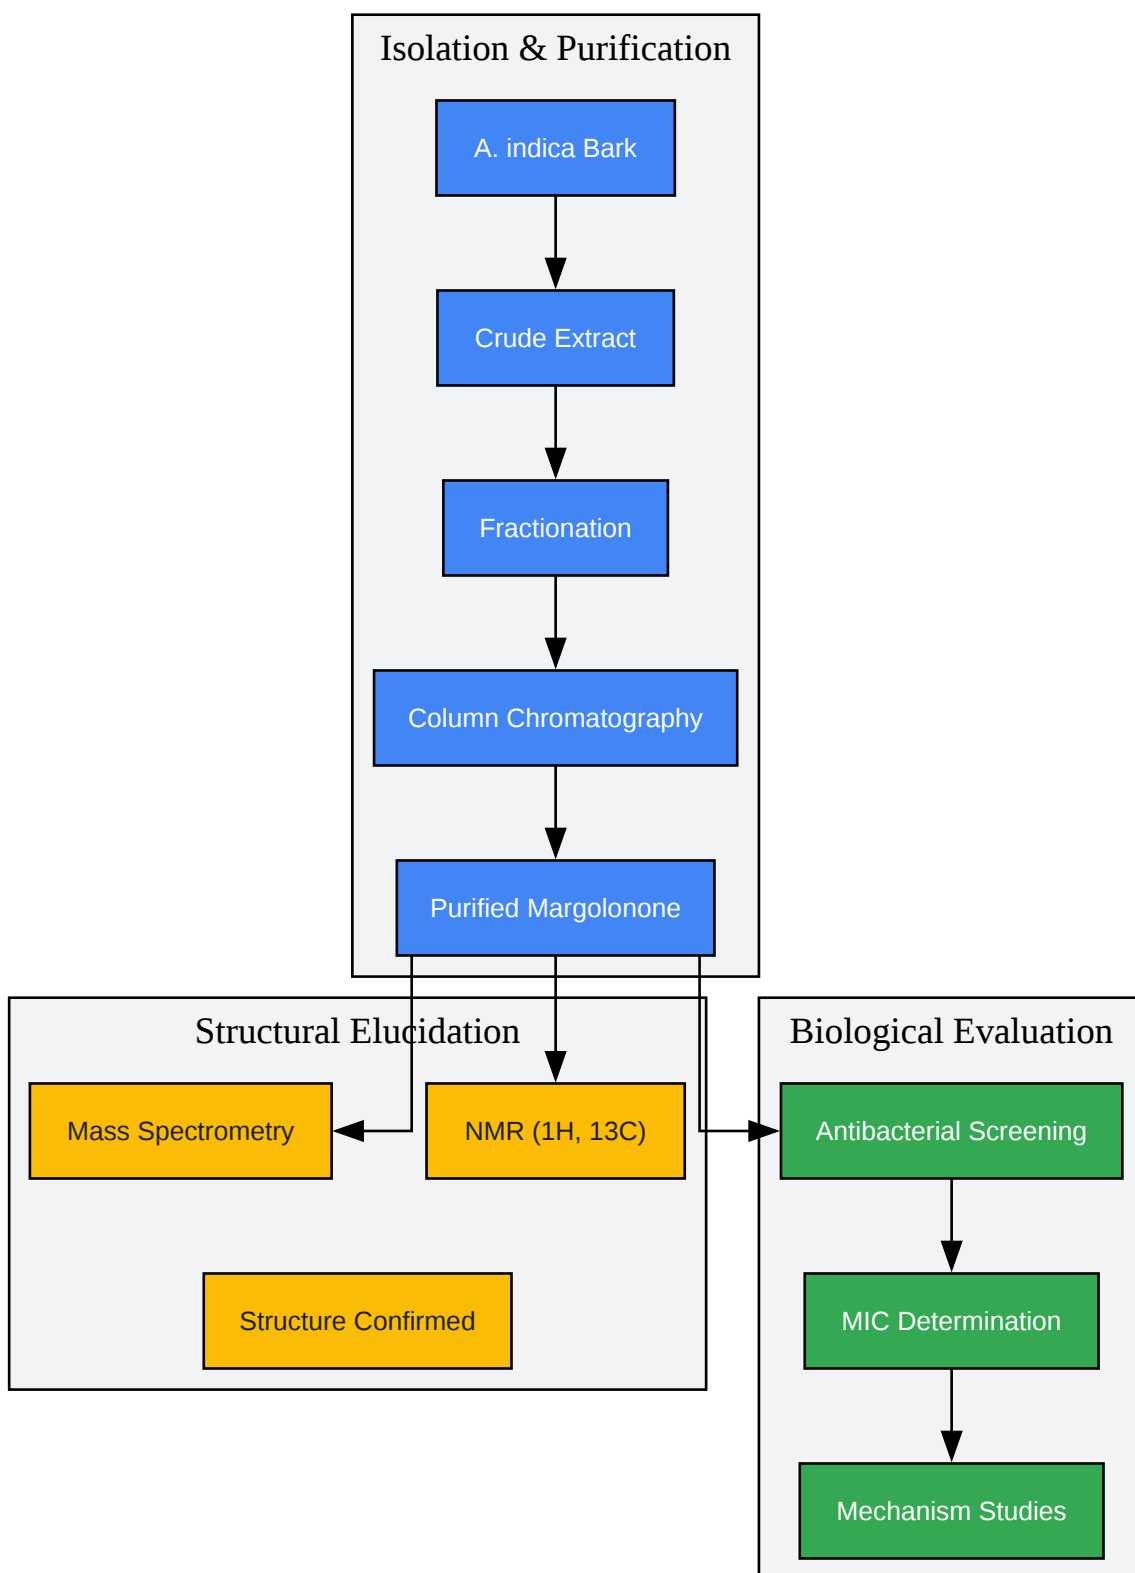 Isolation & Purification
A. indica Bark
Crude Extract
Fractionation
Column Chromatography
Purified Margolonone
Structural Elucidation
Mass Spectrometry
NMR (1H, 13C)
Structure Confirmed
Biological Evaluation
Antibacterial Screening
MIC Determination
Mechanism Studies